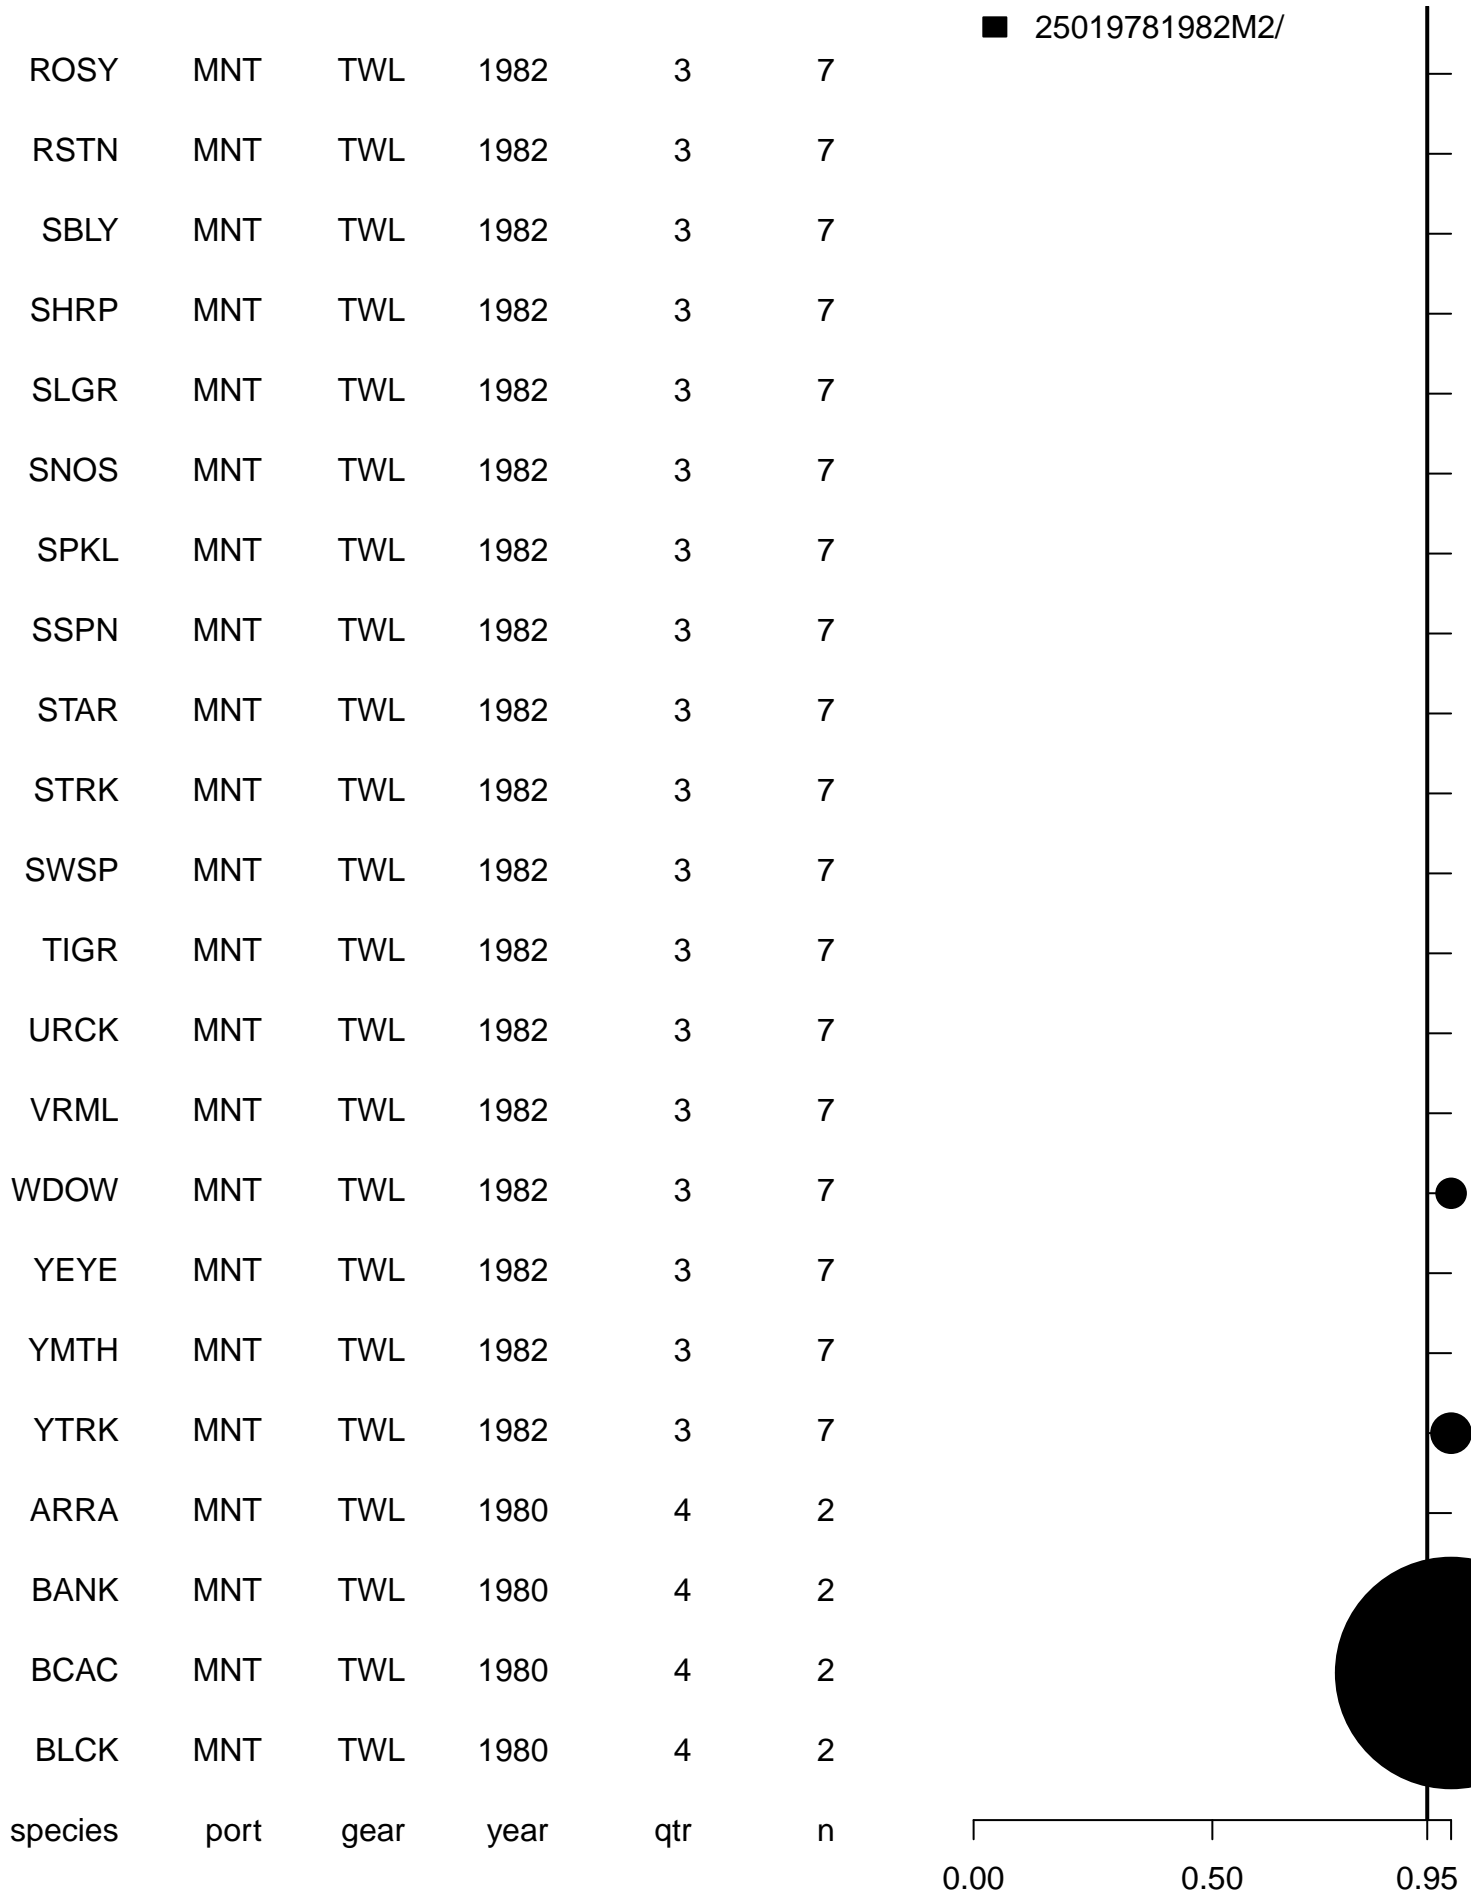 25019781982M2/
ROSY MNT TWL 1982 3 7
RSTN MNT TWL 1982 3 7
SBLY MNT TWL 1982 3 7
SHRP MNT TWL 1982 3 7
SLGR MNT TWL 1982 3 7
SNOS MNT TWL 1982 3 7
SPKL MNT TWL 1982 3 7
SSPN MNT TWL 1982 3 7
STAR MNT TWL 1982 3 7
STRK MNT TWL 1982 3 7
SWSP MNT TWL 1982 3 7
TIGR MNT TWL 1982 3 7
URCK MNT TWL 1982 3 7
VRML MNT TWL 1982 3 7
WDOW MNT TWL 1982 3 7
YEYE MNT TWL 1982 3 7
YMTH MNT TWL 1982 3 7
YTRK MNT TWL 1982 3 7
ARRA MNT TWL 1980 4 2
BANK MNT TWL 1980 4 2
BCAC MNT TWL 1980 4 2
BLCK MNT TWL 1980 4 2
species port gear year qtr n
0.00 0.50 0.95